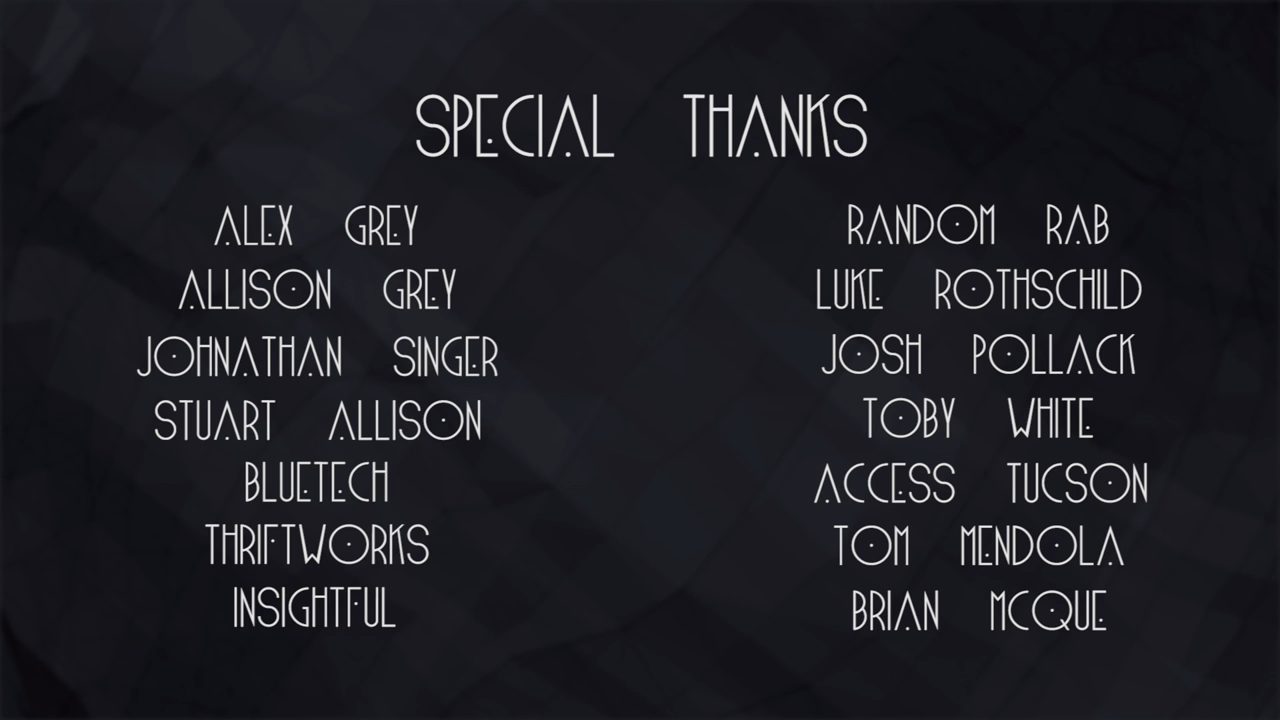 SPECIAL THANKS
ALEX GREY
ALLISON GREY
JOHNATHAN SINGER
STUART ALLISON
BLUETECH
THRIFTWORKS
INSIGHTFUL
RANDOM RAB
LUKE ROTHSCHILD
JOSH POLLACK
TOBY WHITE
ACCESS TUCSON
TOM MENDOLA
BRIAN MCQUE